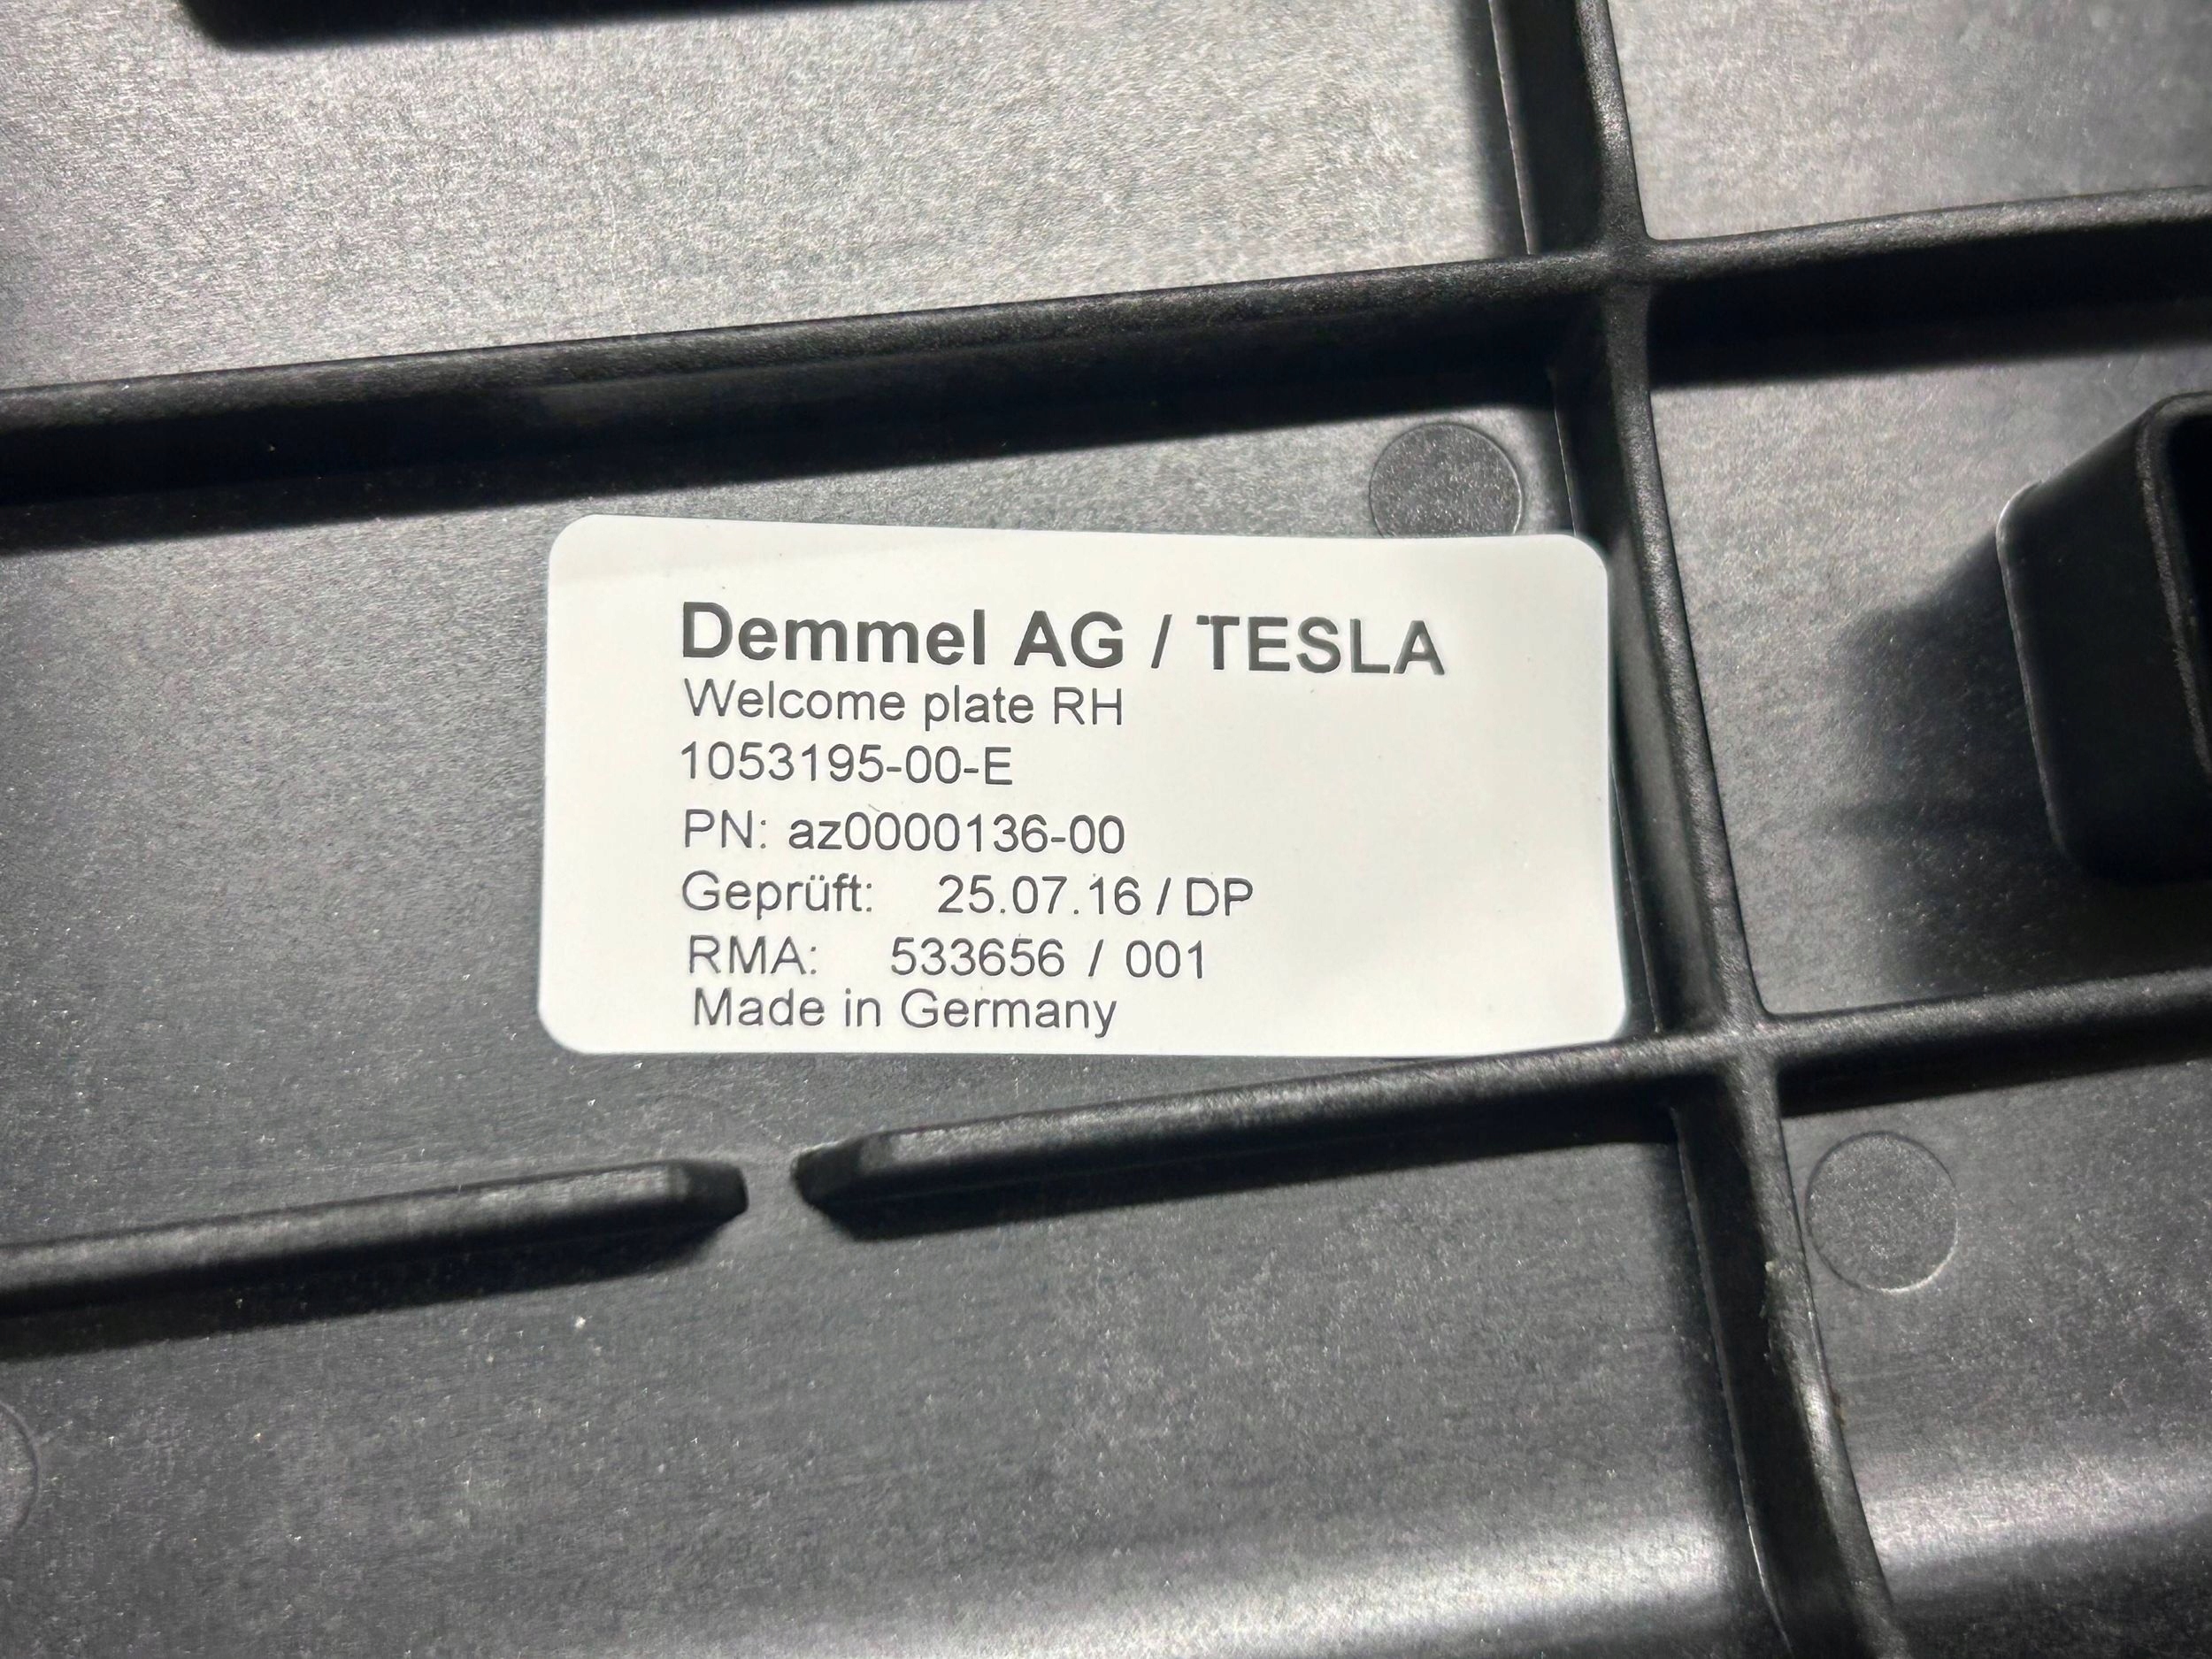 Demmel AG / TESLA
Welcome plate RH
1053195-00-E
PN: az0000136-00
Geprüft: 25.07.16 / DP
RMA: 533656 / 001
Made in Germany